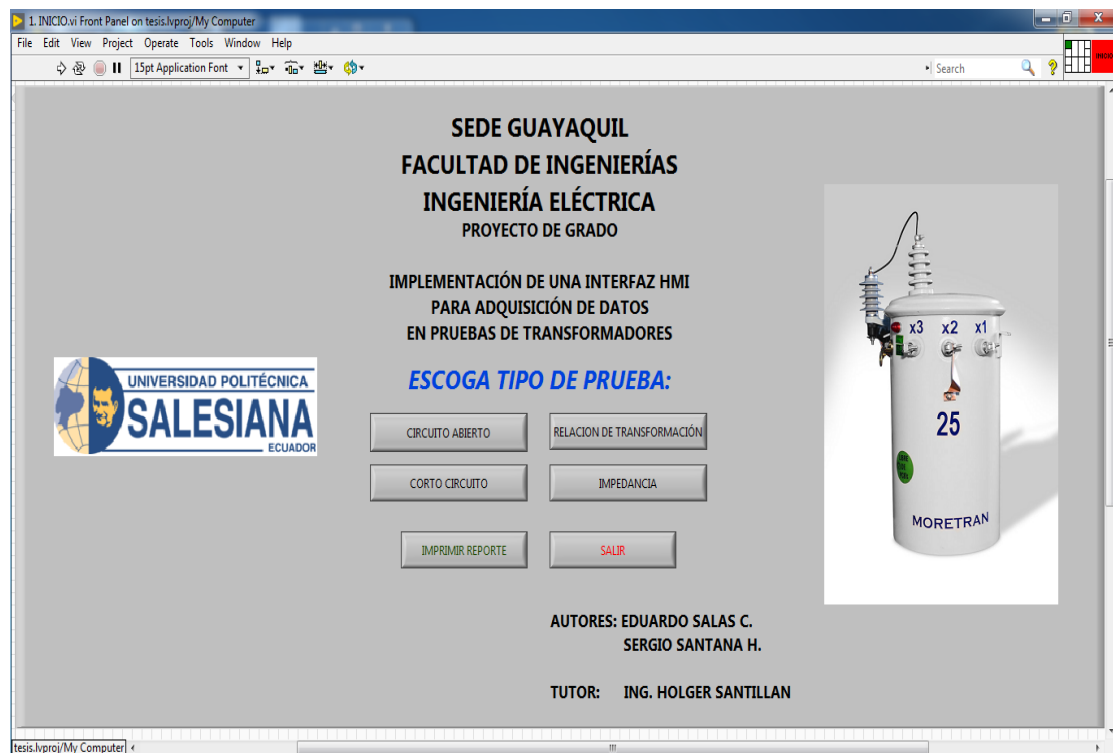 1. INICIO.vi Front Panel on tesis.lvproj/My Computer
File Edit View Project Operate Tools Window Help
15pt Application Font
Search
INICIO
SEDE GUAYAQUIL
FACULTAD DE INGENIERÍAS
INGENIERÍA ELÉCTRICA
PROYECTO DE GRADO
IMPLEMENTACIÓN DE UNA INTERFAZ HMI
PARA ADQUISICIÓN DE DATOS
EN PRUEBAS DE TRANSFORMADORES
UNIVERSIDAD POLITÉCNICA
SALESIANA
ECUADOR
ESCOGA TIPO DE PRUEBA:
CIRCUITO ABIERTO RELACION DE TRANSFORMACIÓN
CORTO CIRCUITO IMPEDANCIA
IMPRIMIR REPORTE SALIR
x3 x2 x1
25
MORETRAN
AUTORES: EDUARDO SALAS C.
SERGIO SANTANA H.
TUTOR: ING. HOLGER SANTILLAN
tesis.lvproj/My Computer